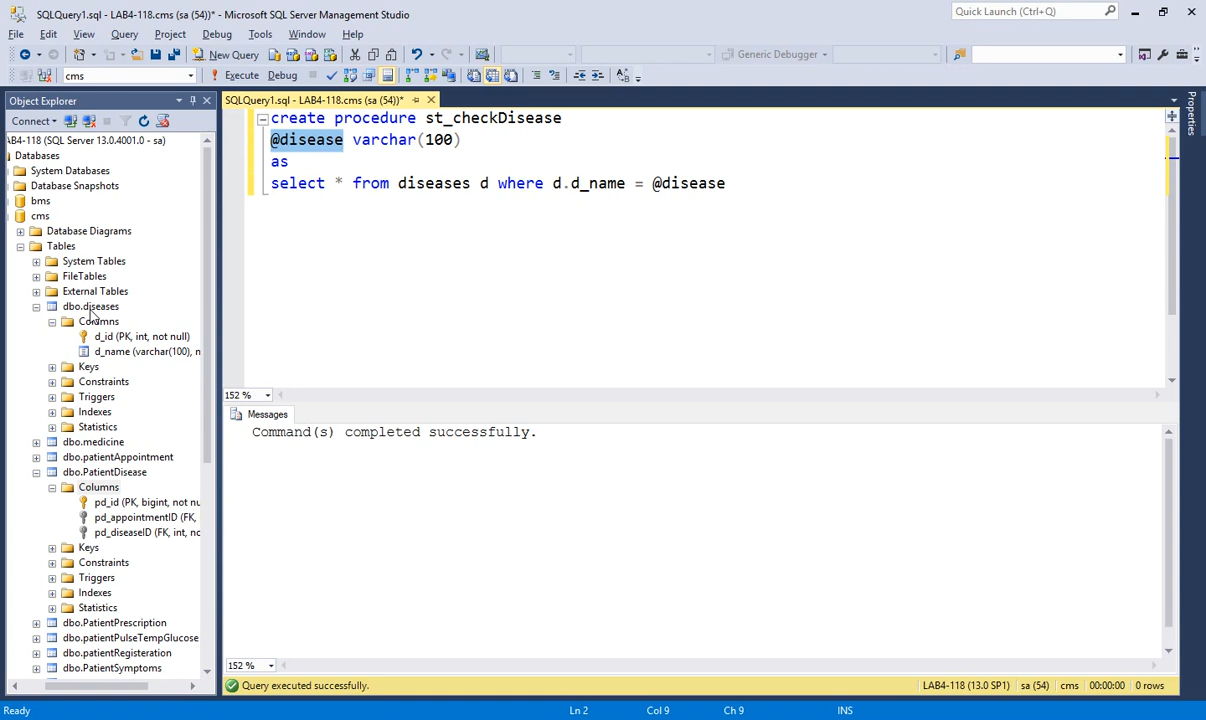 SQLQuery1.sql - LAB4-118.cms (sa (54))* - Microsoft SQL Server Management Studio
Quick Launch (Ctrl+Q)
File Edit View Query Project Debug Tools Window Help
New Query
Generic Debugger
cms
Execute Debug
Object Explorer
SQLQuery1.sql - LAB4-118.cms (sa (54))*
Properties
Connect
AB4-118 (SQL Server 13.0.4001.0 - sa)
Databases
System Databases
Database Snapshots
bms
cms
Database Diagrams
Tables
System Tables
FileTables
External Tables
dbo.diseases
Columns
d_id (PK, int, not null)
d_name (varchar(100), n
Keys
Constraints
Triggers
Indexes
Statistics
dbo.medicine
dbo.patientAppointment
dbo.PatientDisease
Columns
pd_id (PK, bigint, not nu
pd_appointmentID (FK,
pd_diseaseID (FK, int, no
Keys
Constraints
Triggers
Indexes
Statistics
dbo.PatientPrescription
dbo.patientPulseTempGlucose
dbo.patientRegisteration
dbo.PatientSymptoms
create procedure st_checkDisease
@disease varchar(100)
as
select * from diseases d where d.d_name = @disease
152 %
Messages
Command(s) completed successfully.
152 %
Query executed successfully.
LAB4-118 (13.0 SP1) sa (54) cms 00:00:00 0 rows
Ready
Ln 2 Col 9 Ch 9 INS